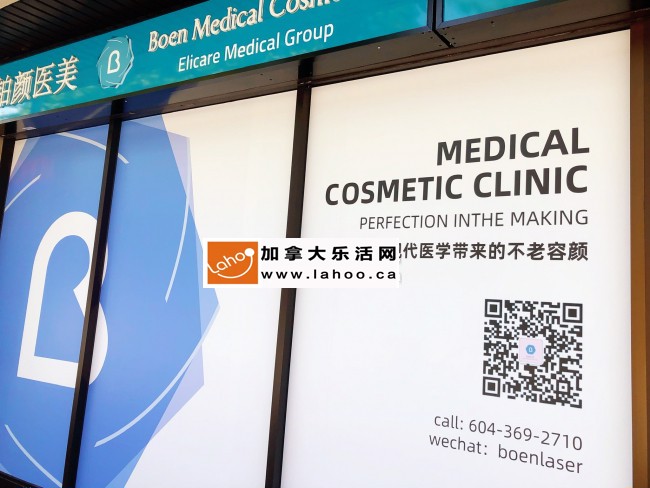 铂颜医美
B
Boen Medical Cosme
Elicare Medical Group
MEDICAL
COSMETIC CLINIC
PERFECTION INTHE MAKING
代医学带来的不老容颜
Lahoo
加拿大乐活网
www.lahoo.ca
B
call: 604-369-2710
wechat: boenlaser